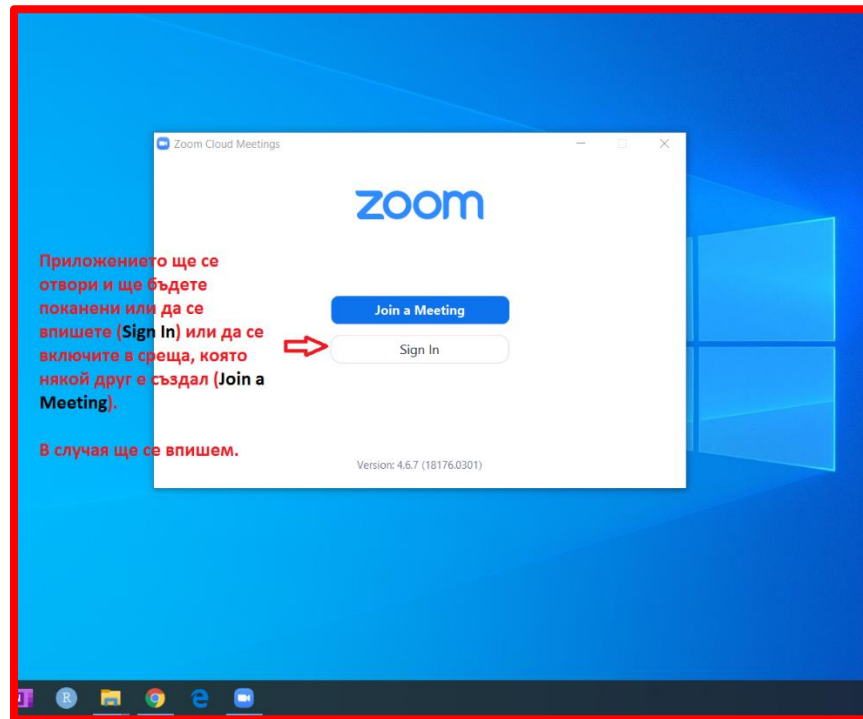 Zoom Cloud Meetings
zoom
Приложението ще се
отвори и ще бъдете
поканени или да се
впишете (Sign In) или да се
включите в среща, която
някой друг е създал (Join a
Meeting).
В случая ще се впишем.
Join a Meeting
Sign In
Version: 4.6.7 (18176.0301)
N
R